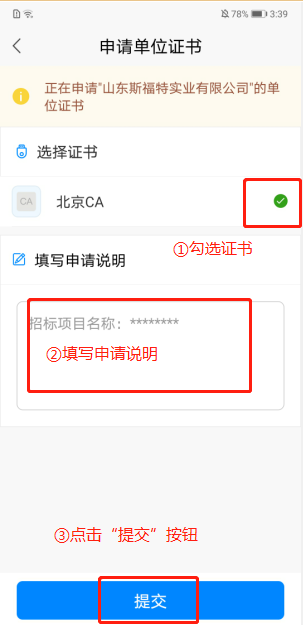 78% 3:39
申请单位证书
正在申请"山东斯福特实业有限公司"的单
位证书
选择证书
CA 北京CA
①勾选证书
填写申请说明
招标项目名称：********
②填写申请说明
③点击“提交”按钮
提交